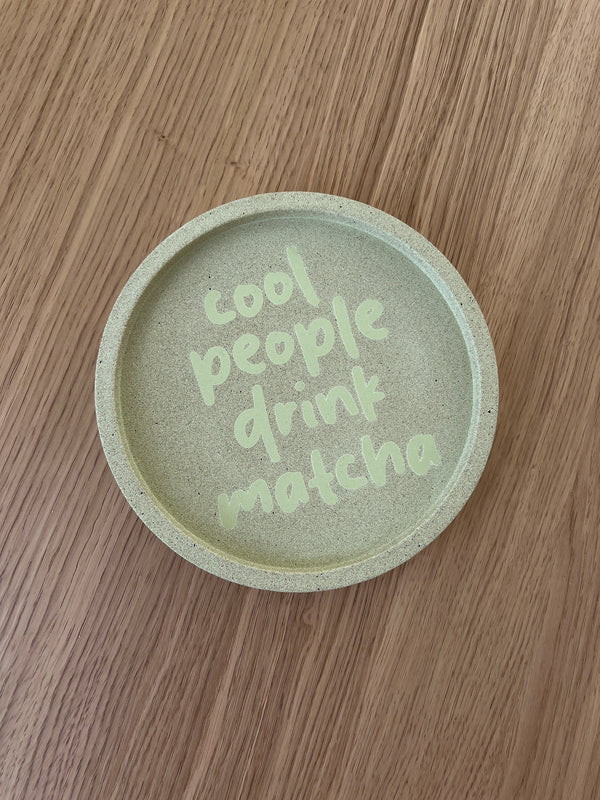 cool
people
drink
matcha